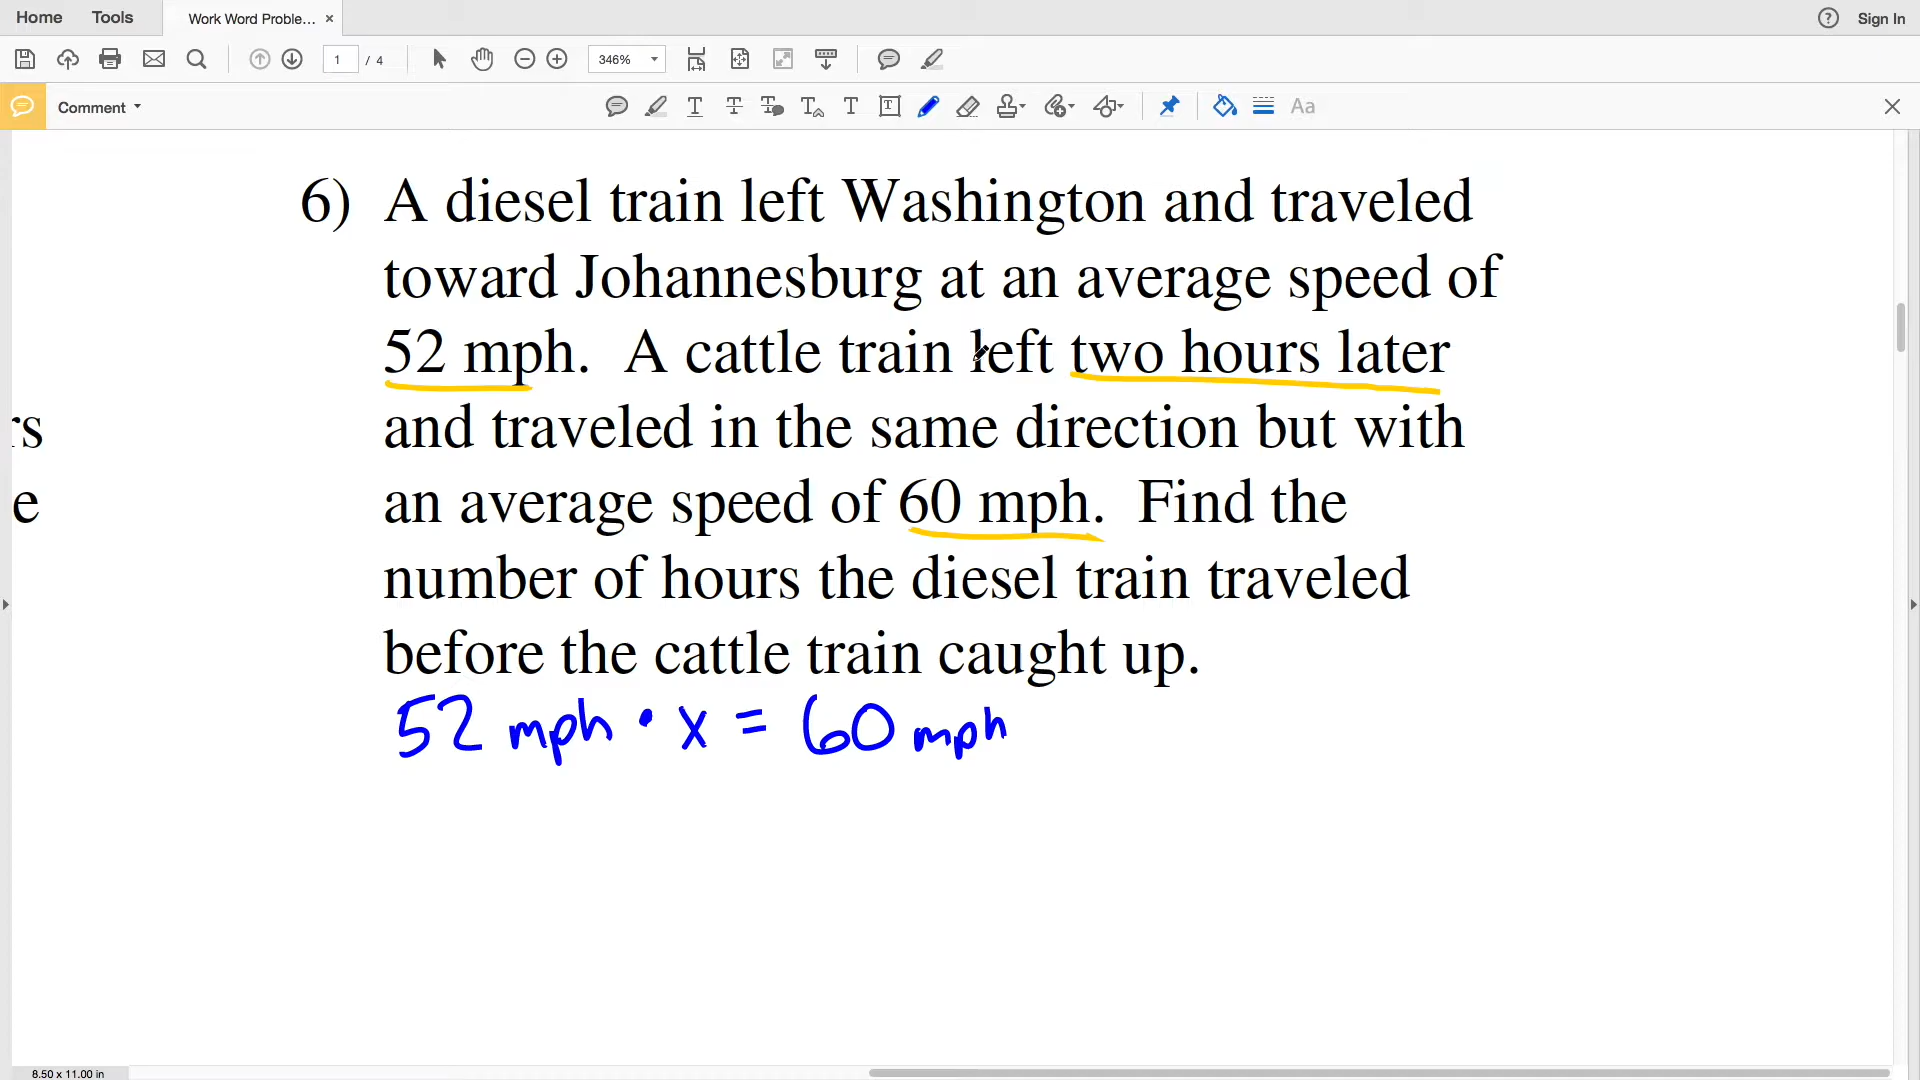 Home Tools Work Word Proble... × ? Sign In
1 / 4 346%
Comment T T T T T T Aa
6) A diesel train left Washington and traveled
toward Johannesburg at an average speed of
52 mph. A cattle train left two hours later
rs and traveled in the same direction but with
e an average speed of 60 mph. Find the
number of hours the diesel train traveled
before the cattle train caught up.
52 mph · x = 60 mph
8.50 x 11.00 in